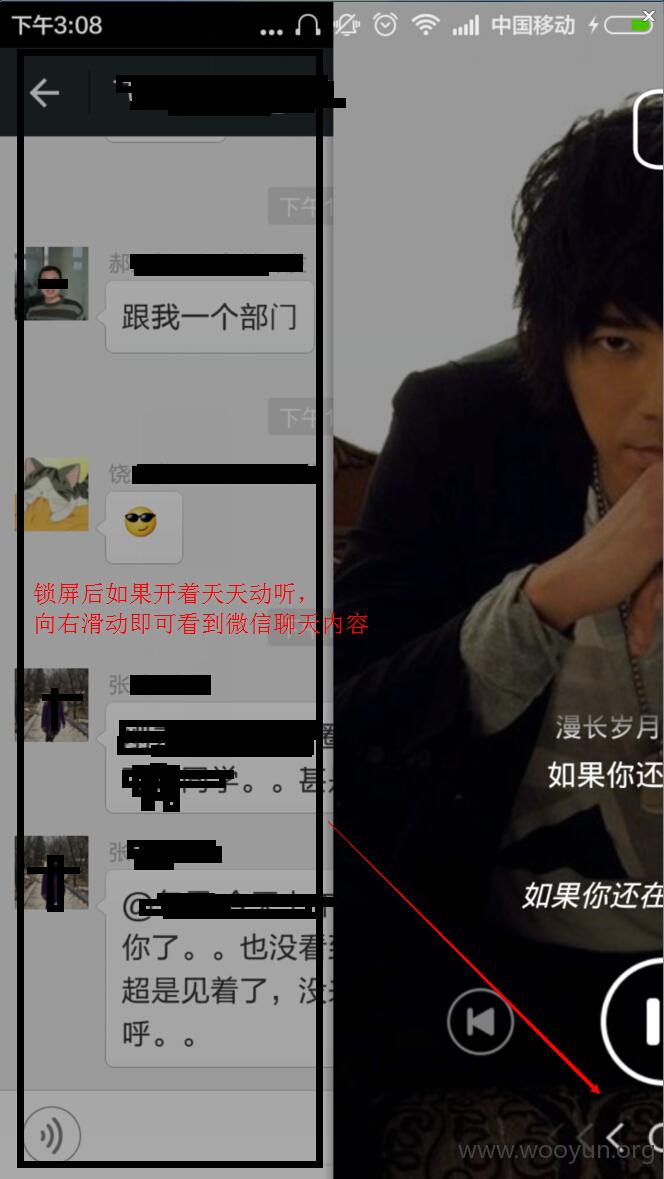 下午3:08
中国移动
下午1
郝
跟我一个部门
下午
饶
锁屏后如果开着天天动听，
向右滑动即可看到微信聊天内容
张
圈
同学。。甚
张
@
你了。。也没看到
超是见着了，没
呼。。
漫长岁月
如果你还
如果你还在
www.wooyun.org